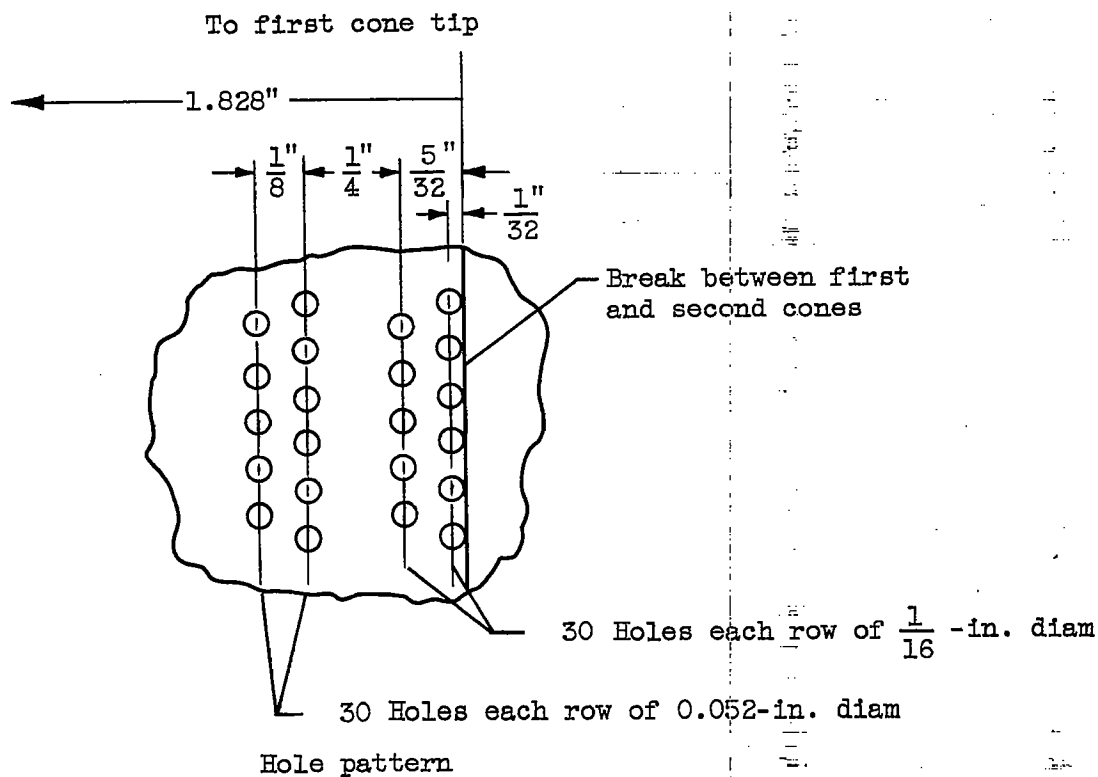 To first cone tip
1.828"
1/8" 1/4" 5/32"
1/32"
Break between first
and second cones
30 Holes each row of 1/16 -in. diam
30 Holes each row of 0.052-in. diam
Hole pattern